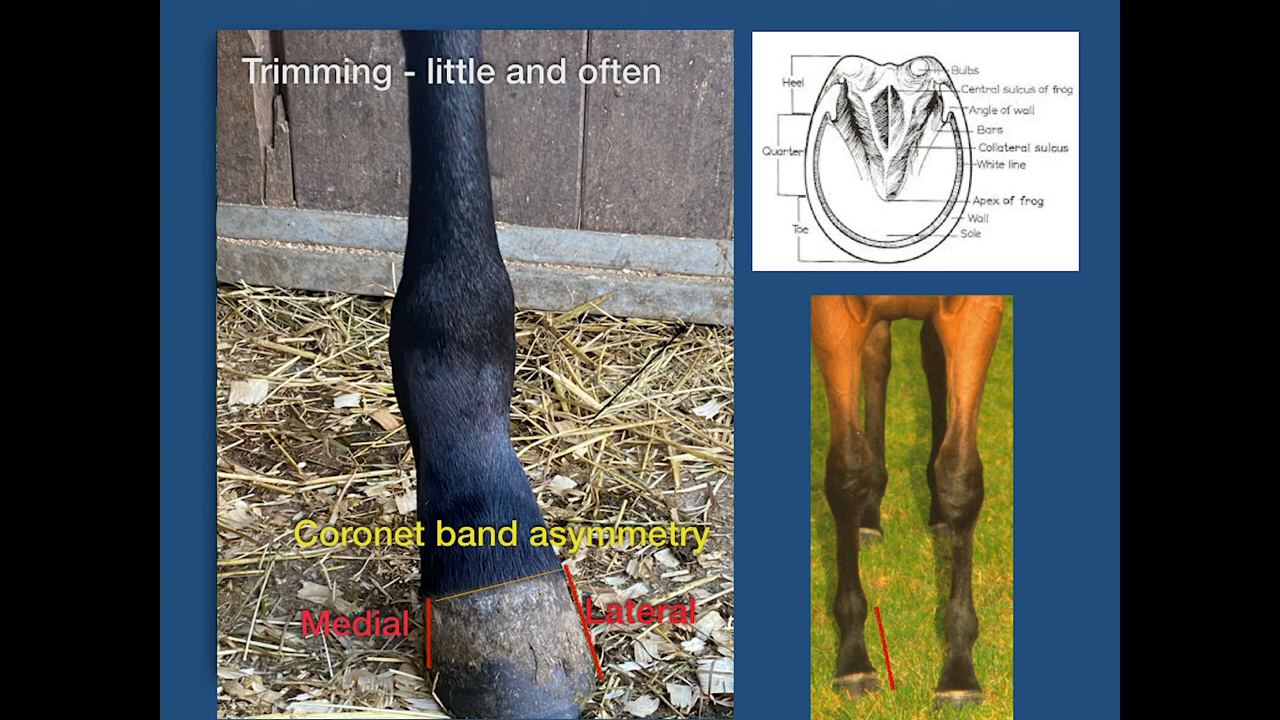 Trimming - little and often
Coronet band asymmetry
Medial
Lateral
Heel
Quarter
Toe
Bulbs
Central sulcus of frog
Angle of wall
Bars
Collateral sulcus
White line
Apex of frog
Wall
Sole